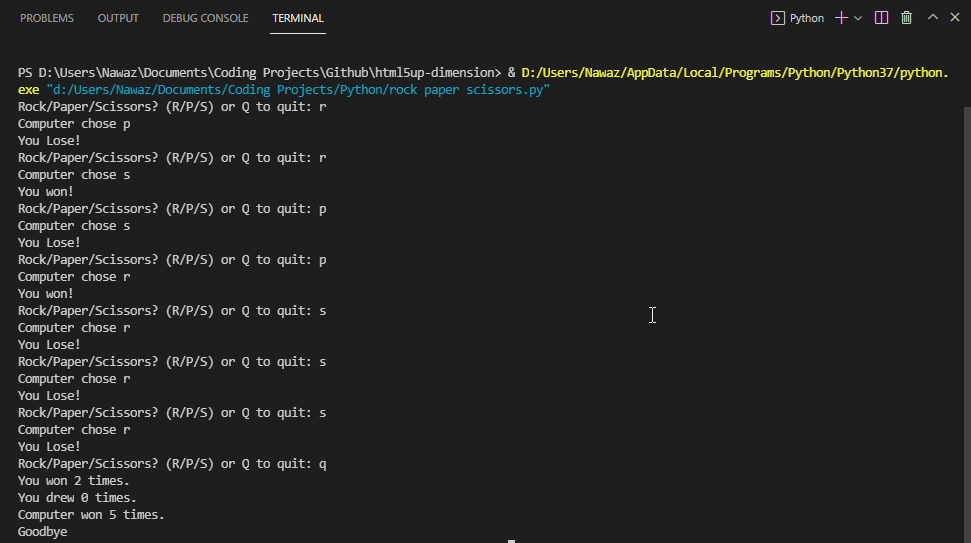 PROBLEMS OUTPUT DEBUG CONSOLE TERMINAL Python
PS D:\Users\Nawaz\Documents\Coding Projects\Github\html5up-dimension> & D:/Users/Nawaz/AppData/Local/Programs/Python/Python37/python.
exe "d:/Users/Nawaz/Documents/Coding Projects/Python/rock paper scissors.py"
Rock/Paper/Scissors? (R/P/S) or Q to quit: r
Computer chose p
You Lose!
Rock/Paper/Scissors? (R/P/S) or Q to quit: r
Computer chose s
You won!
Rock/Paper/Scissors? (R/P/S) or Q to quit: p
Computer chose s
You Lose!
Rock/Paper/Scissors? (R/P/S) or Q to quit: p
Computer chose r
You won!
Rock/Paper/Scissors? (R/P/S) or Q to quit: s
Computer chose r
You Lose!
Rock/Paper/Scissors? (R/P/S) or Q to quit: s
Computer chose r
You Lose!
Rock/Paper/Scissors? (R/P/S) or Q to quit: s
Computer chose r
You Lose!
Rock/Paper/Scissors? (R/P/S) or Q to quit: q
You won 2 times.
You drew 0 times.
Computer won 5 times.
Goodbye